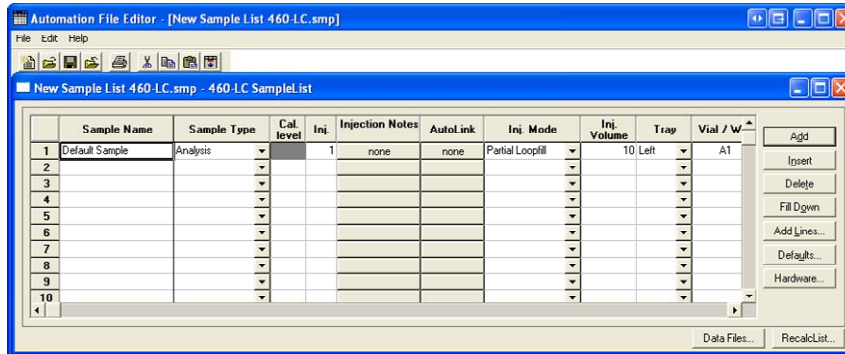 Automation File Editor - [New Sample List 460-LC.smp]
File Edit Help
New Sample List 460-LC.smp - 460-LC SampleList
Sample Name Sample Type Cal. level Inj. Injection Notes AutoLink Inj. Mode Inj. Volume Tray Vial / W
1 Default Sample Analysis 1 none none Partial Loopfill 10 Left A1
2
3
4
5
6
7
8
9
10
Add
Insert
Delete
Fill Down
Add Lines...
Defaults...
Hardware...
Data Files... RecalcList...